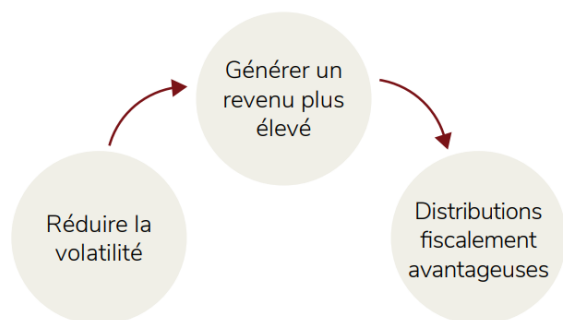 Générer un
revenu plus
élevé
Réduire la
volatilité
Distributions
fiscalement
avantageuses